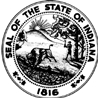 SEAL OF THE STATE OF INDIANA
1816